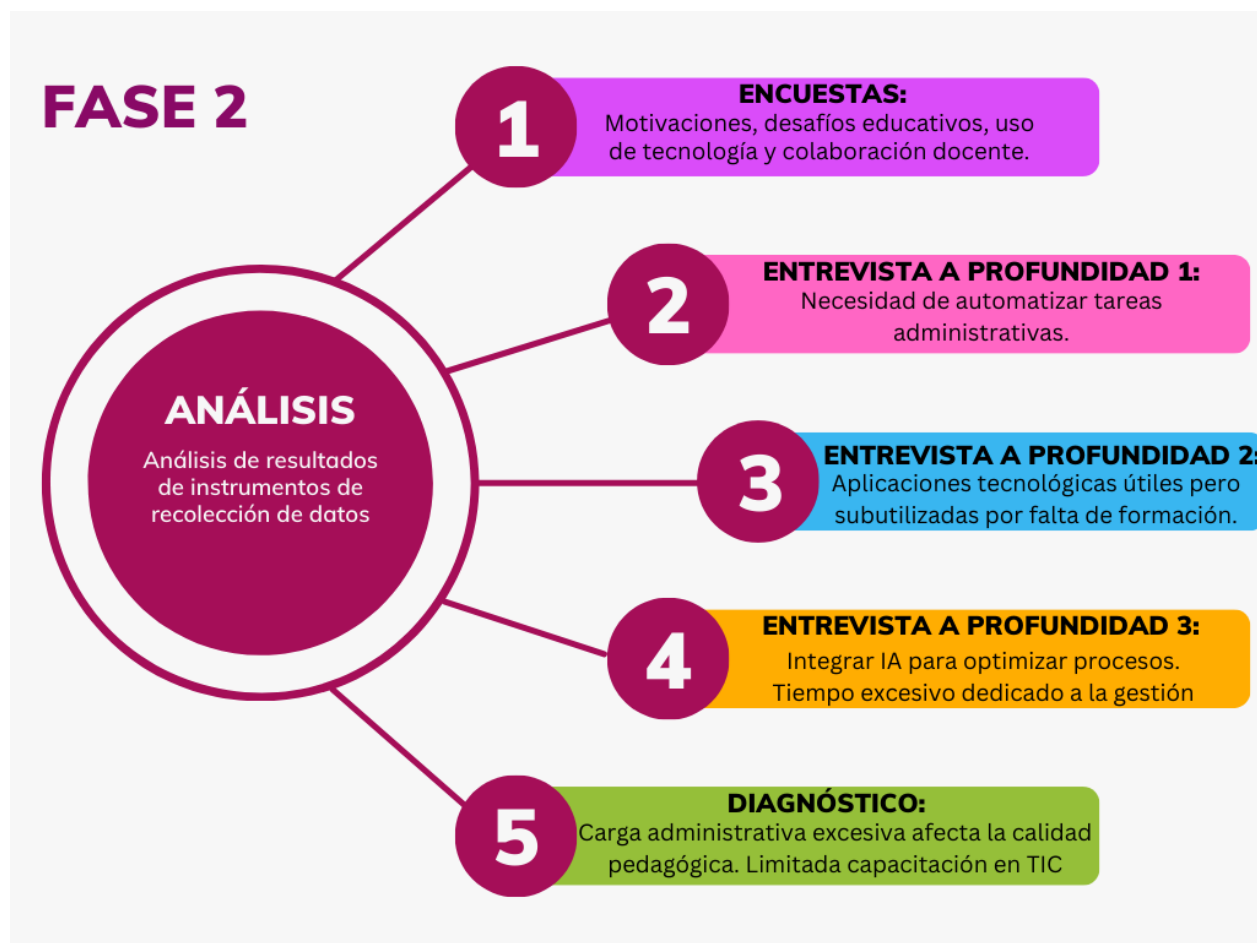 FASE 2
1
ENCUESTAS:
Motivaciones, desafíos educativos, uso
de tecnología y colaboración docente.
2
ENTREVISTA A PROFUNDIDAD 1:
Necesidad de automatizar tareas
administrativas.
ANÁLISIS
Análisis de resultados
de instrumentos de
recolección de datos
3
ENTREVISTA A PROFUNDIDAD 2:
Aplicaciones tecnológicas útiles pero
subutilizadas por falta de formación.
4
ENTREVISTA A PROFUNDIDAD 3:
Integrar IA para optimizar procesos.
Tiempo excesivo dedicado a la gestión
5
DIAGNÓSTICO:
Carga administrativa excesiva afecta la calidad
pedagógica. Limitada capacitación en TIC